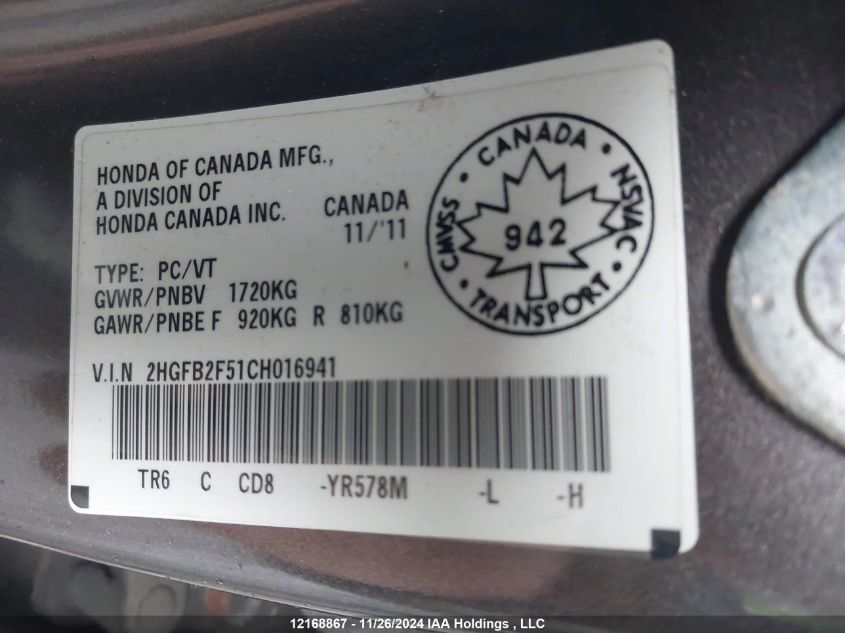 HONDA OF CANADA MFG.,
A DIVISION OF
HONDA CANADA INC.
CANADA
11/'11
TYPE: PC/VT
GVWR/PNBV 1720KG
GAWR/PNBE F 920KG R 810KG
CANADA • NSVAC • TRANSPORT • CMVSS •
942
V.I.N 2HGFB2F51CH016941
TR6 C CD8 -YR578M -L -H
12168867 - 11/26/2024 IAA Holdings , LLC